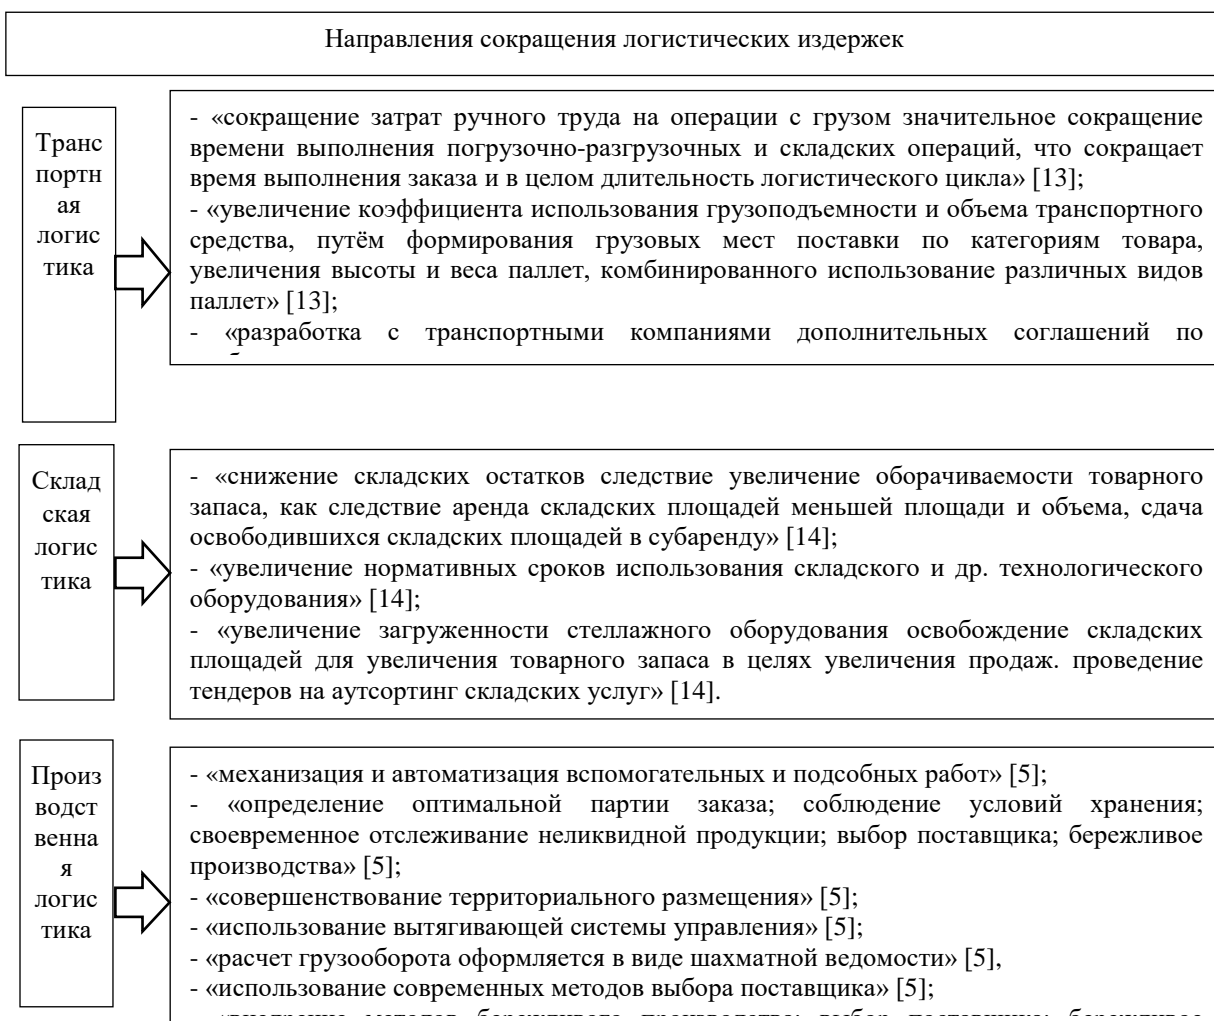 Направления сокращения логистических издержек
Транс
портн
ая
логис
тика
- «сокращение затрат ручного труда на операции с грузом значительное сокращение
времени выполнения погрузочно-разгрузочных и складских операций, что сокращает
время выполнения заказа и в целом длительность логистического цикла» [13];
- «увеличение коэффициента использования грузоподъемности и объема транспортного
средства, путём формирования грузовых мест поставки по категориям товара,
увеличения высоты и веса паллет, комбинированного использование различных видов
паллет» [13];
- «разработка с транспортными компаниями дополнительных соглашений по
Склад
ская
логис
тика
- «снижение складских остатков следствие увеличение оборачиваемости товарного
запаса, как следствие аренда складских площадей меньшей площади и объема, сдача
освободившихся складских площадей в субаренду» [14];
- «увеличение нормативных сроков использования складского и др. технологического
оборудования» [14];
- «увеличение загруженности стеллажного оборудования освобождение складских
площадей для увеличения товарного запаса в целях увеличения продаж. проведение
тендеров на аутсортинг складских услуг» [14].
Произ
водст
венна
я
логис
тика
- «механизация и автоматизация вспомогательных и подсобных работ» [5];
- «определение оптимальной партии заказа; соблюдение условий хранения;
своевременное отслеживание неликвидной продукции; выбор поставщика; бережливое
производства» [5];
- «совершенствование территориального размещения» [5];
- «использование вытягивающей системы управления» [5];
- «расчет грузооборота оформляется в виде шахматной ведомости» [5],
- «использование современных методов выбора поставщика» [5];
- «внедрение методов бережливого производства; выбор поставщика; бережливое